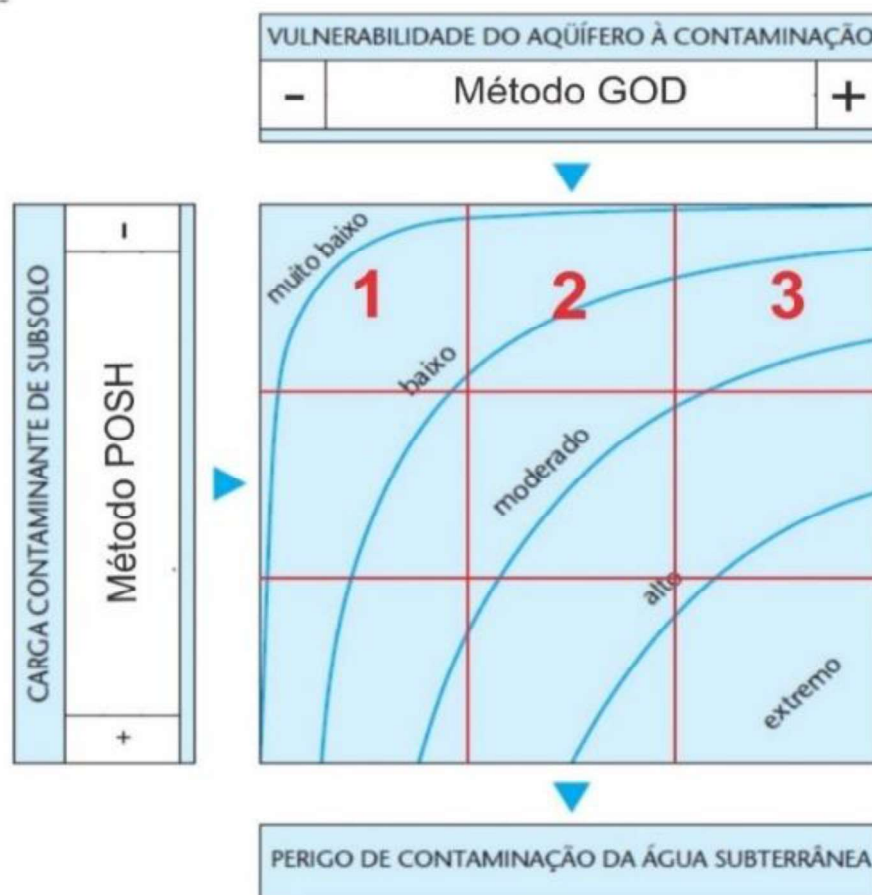 VULNERABILIDADE DO AQÜÍFERO À CONTAMINAÇÃO
- Método GOD +
CARGA CONTAMINANTE DE SUBSOLO
- Método POSH +
muito baixo
1 2 3
baixo
moderado
alto
extremo
PERIGO DE CONTAMINAÇÃO DA ÁGUA SUBTERRÂNEA